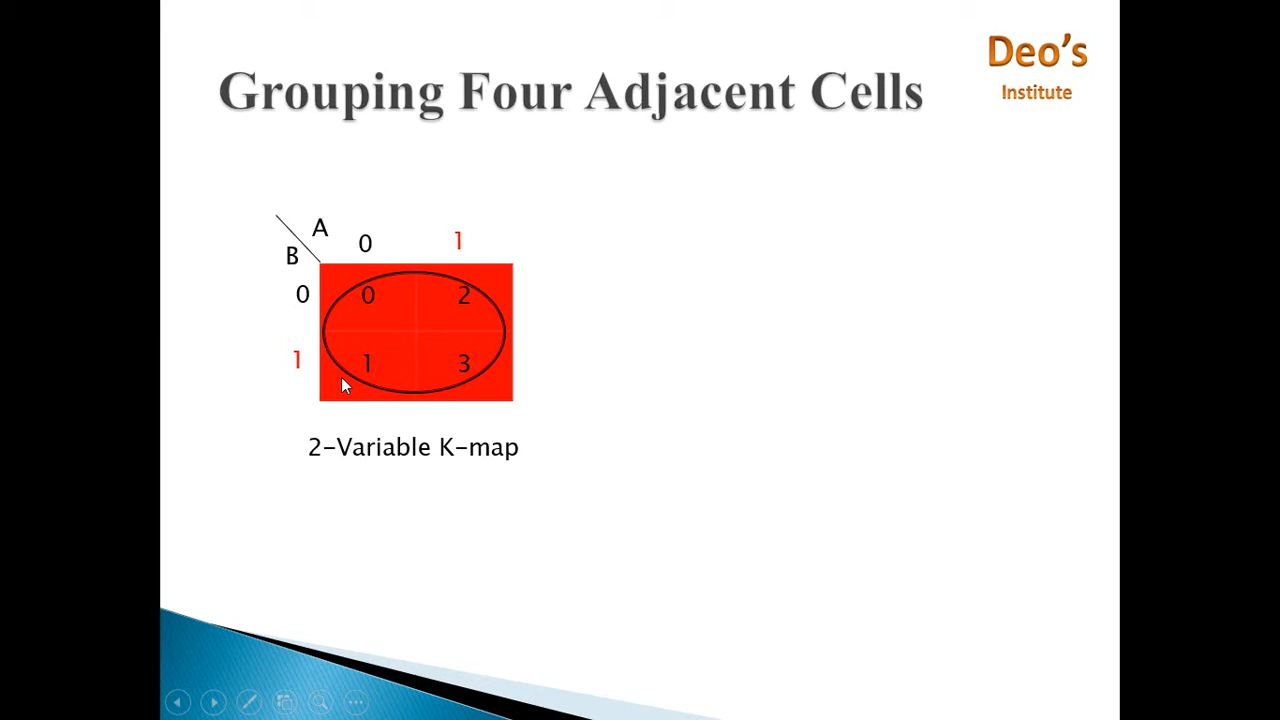 Deo's
Institute
Grouping Four Adjacent Cells
A
B
0 1
0 0 2
1 1 3
2-Variable K-map